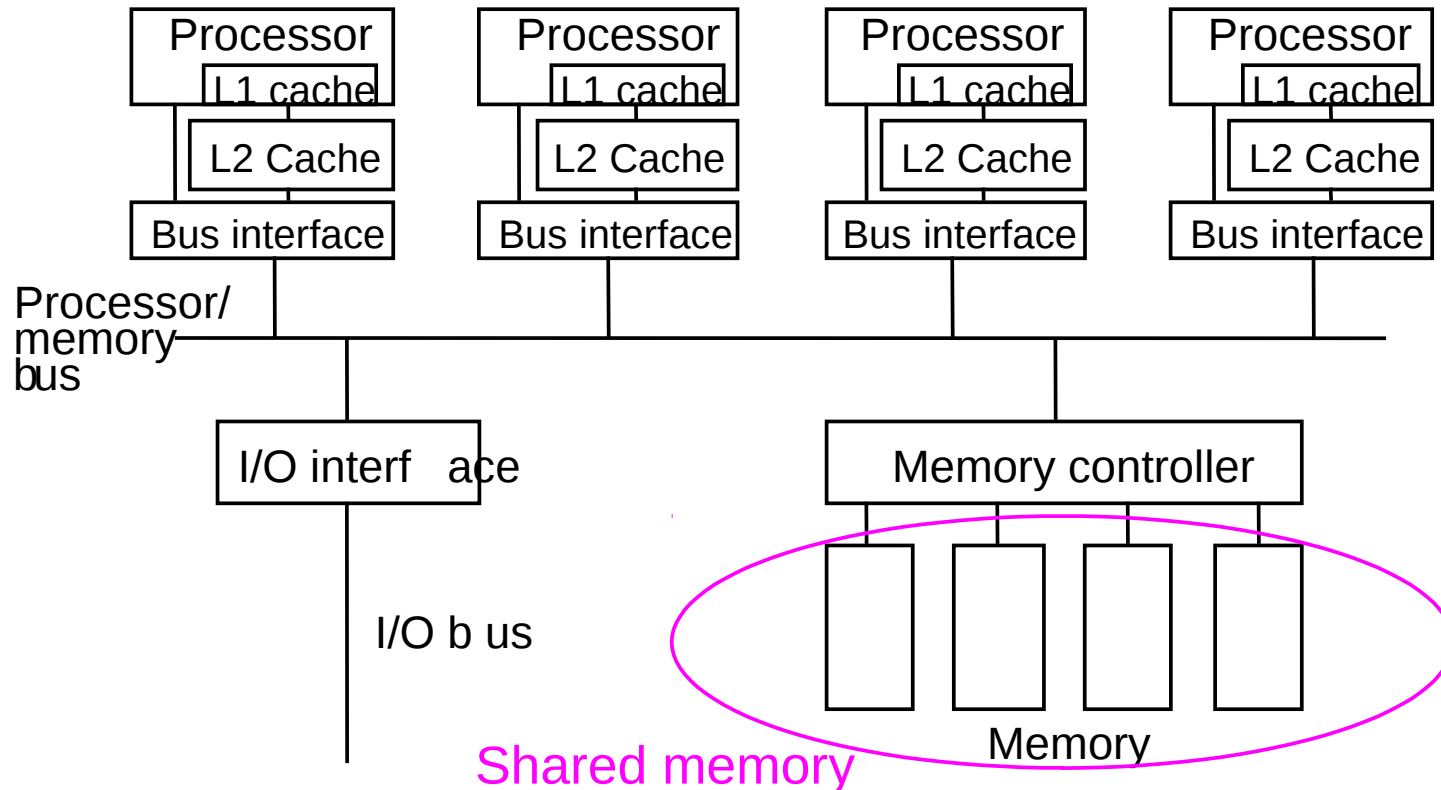 Processor
Processor
Processor
Processor
L1 cache
L1 cache
L1 cache
L1 cache
L2 Cache
L2 Cache
L2 Cache
L2 Cache
Bus interface
Bus interface
Bus interface
Bus interface
Processor/
memory
bus
I/O interf ace
Memory controller
I/O b us
Memory
Shared memory